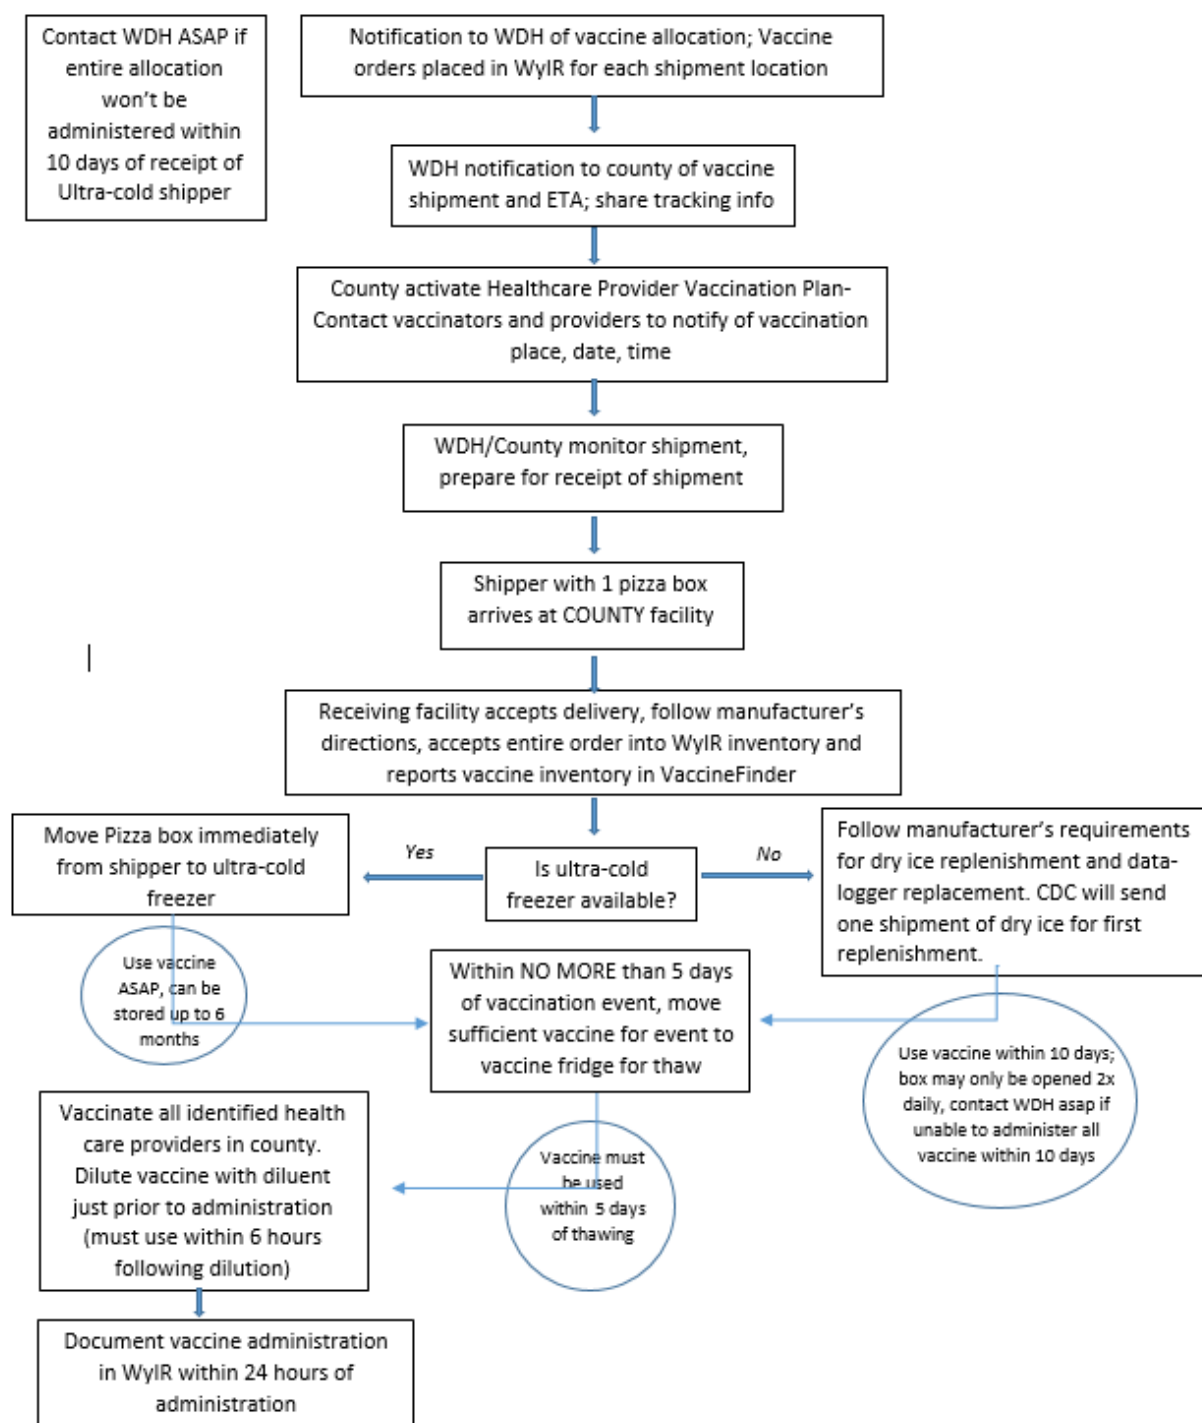 Contact WDH ASAP if
entire allocation
won't be
administered within
10 days of receipt of
Ultra-cold shipper
Notification to WDH of vaccine allocation; Vaccine
orders placed in WyIR for each shipment location
WDH notification to county of vaccine
shipment and ETA; share tracking info
County activate Healthcare Provider Vaccination Plan-
Contact vaccinators and providers to notify of vaccination
place, date, time
WDH/County monitor shipment,
prepare for receipt of shipment
Shipper with 1 pizza box
arrives at COUNTY facility
Receiving facility accepts delivery, follow manufacturer's
directions, accepts entire order into WyIR inventory and
reports vaccine inventory in VaccineFinder
Is ultra-cold
freezer available?
Yes
Move Pizza box immediately
from shipper to ultra-cold
freezer
No
Follow manufacturer's requirements
for dry ice replenishment and data-
logger replacement. CDC will send
one shipment of dry ice for first
replenishment.
Use vaccine
ASAP, can be
stored up to 6
months
Within NO MORE than 5 days
of vaccination event, move
sufficient vaccine for event to
vaccine fridge for thaw
Use vaccine within 10 days;
box may only be opened 2x
daily, contact WDH asap if
unable to administer all
vaccine within 10 days
Vaccine must
be used
within 5 days
of thawing
Vaccinate all identified health
care providers in county.
Dilute vaccine with diluent
just prior to administration
(must use within 6 hours
following dilution)
Document vaccine administration
in WyIR within 24 hours of
administration